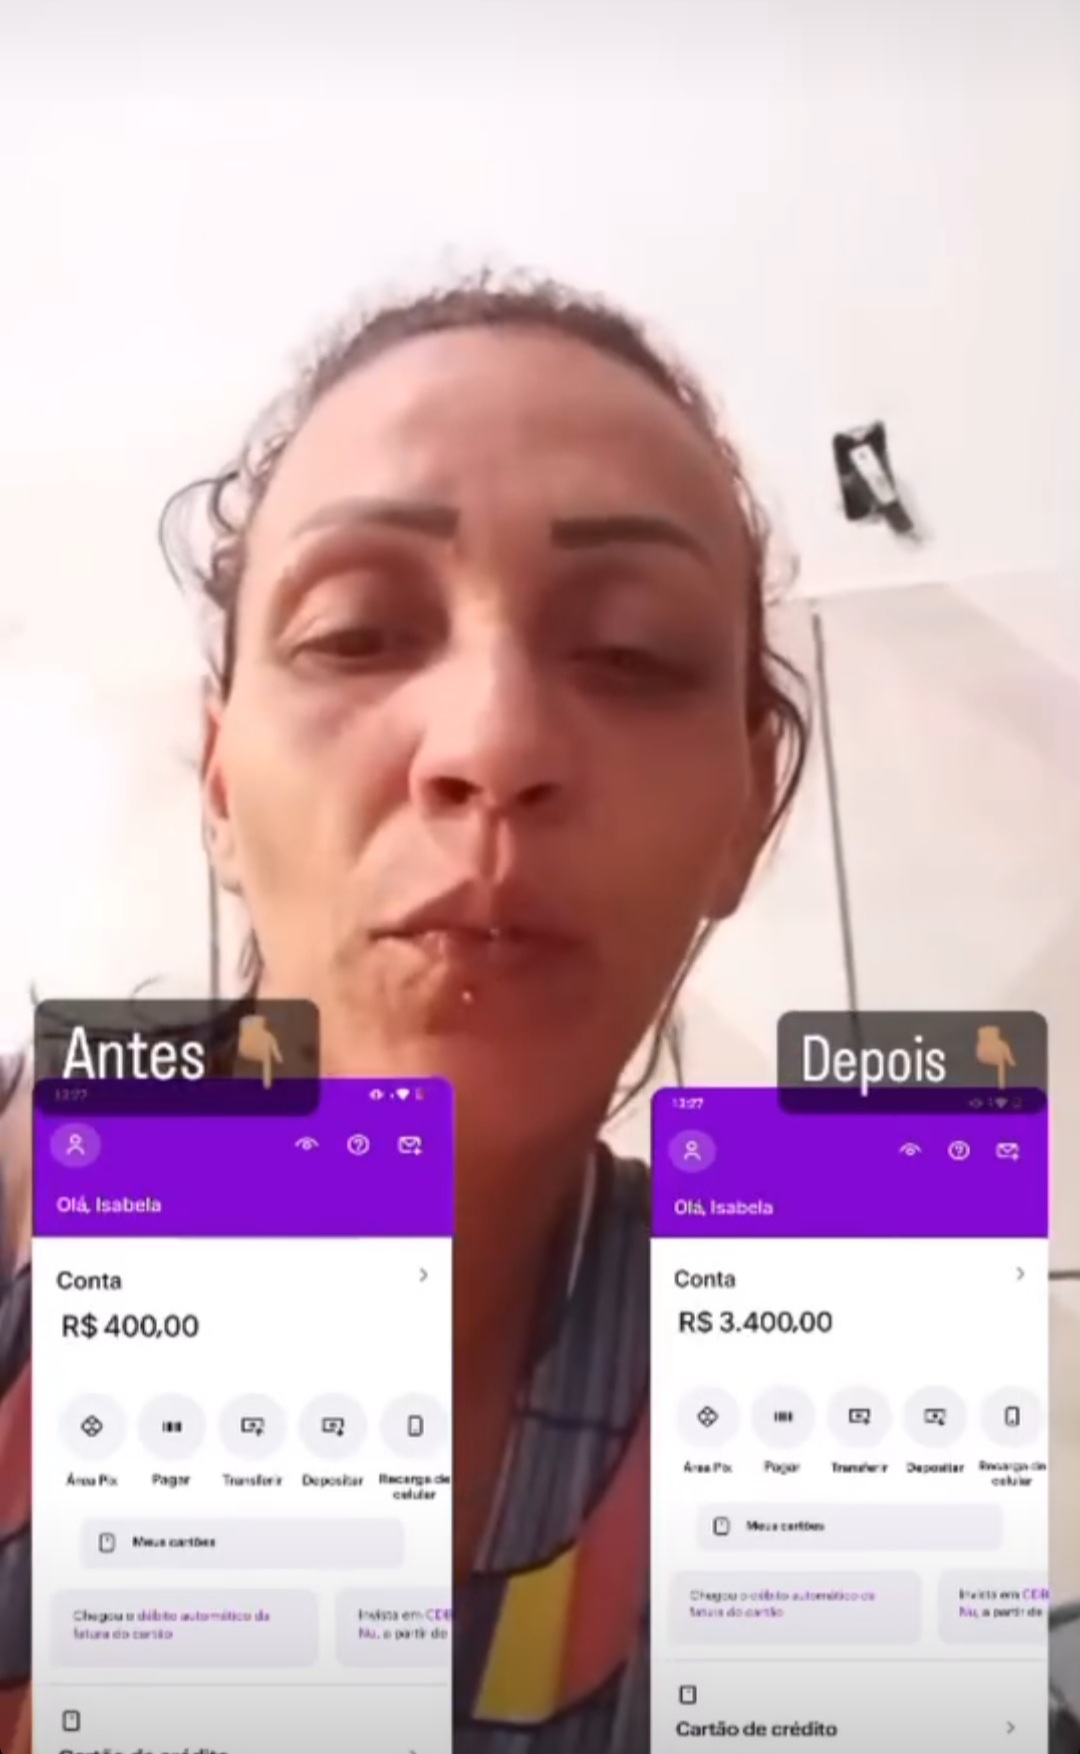 Antes
Depois
13:27
13:27
Olá, Isabela
Olá, Isabela
Conta
R$ 400,00
Conta
R$ 3.400,00
Área Pix
Pagar
Transferir
Depositar
Recarga de
celular
Área Pix
Pagar
Transferir
Depositar
Recarga de
celular
Meus cartões
Meus cartões
Chegou o débito automático da
fatura do cartão
Invista em CDB
Nu, a partir de
Chegou o débito automático da
fatura do cartão
Invista em CDB
Nu, a partir de
Cartão de crédito
Cartão de crédito